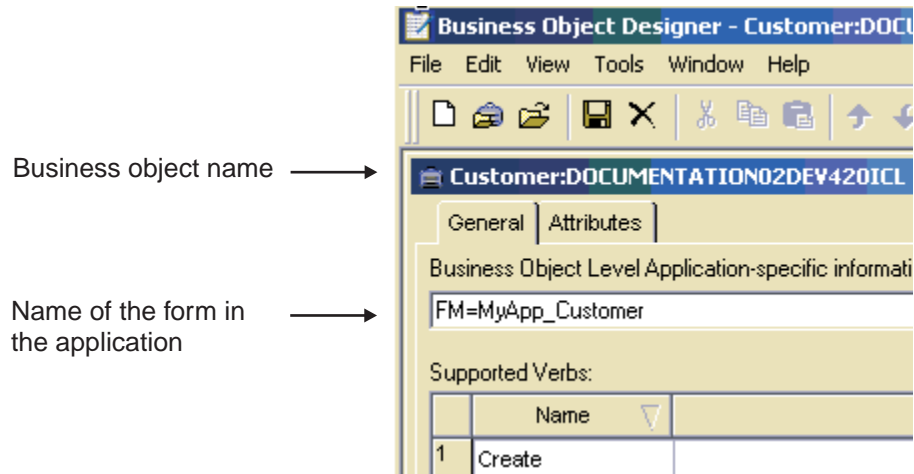 Business Object Designer - Customer:DOCU
File Edit View Tools Window Help
Business object name
Customer:DOCUMENTATION02DEV420ICL
General Attributes
Business Object Level Application-specific informati
Name of the form in
the application
FM=MyApp_Customer
Supported Verbs:
Name
1 Create